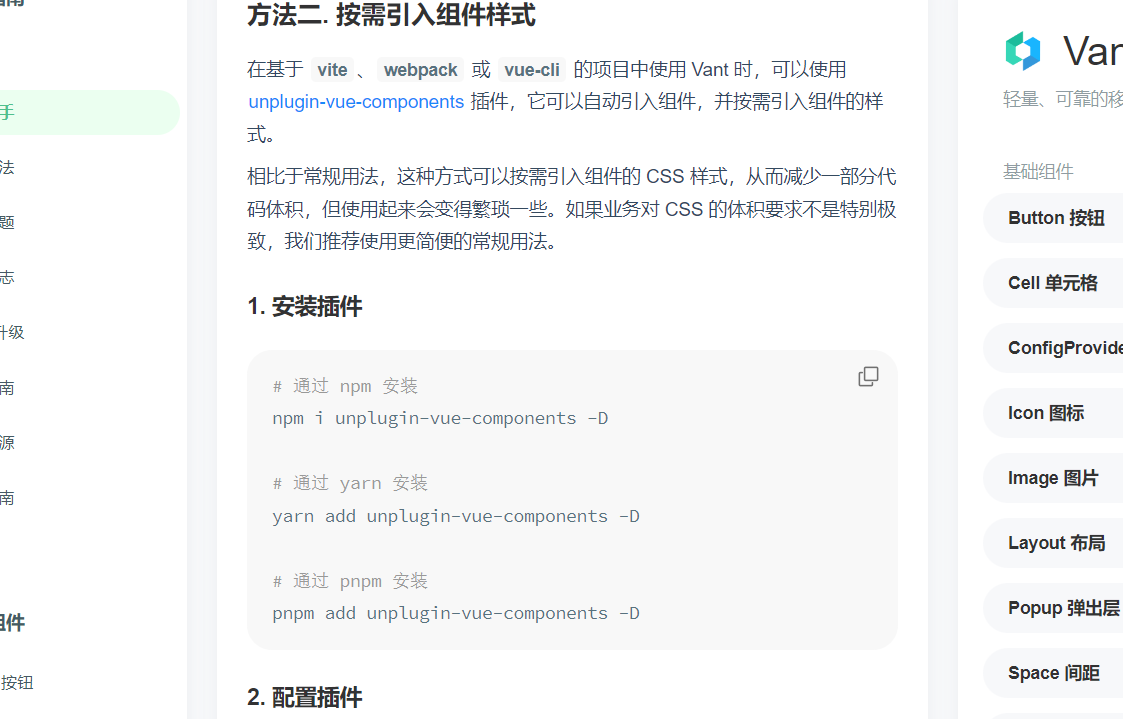 手
法
题
志
升级
南
源
南
组件
按钮
方法二. 按需引入组件样式
在基于 vite 、 webpack 或 vue-cli 的项目中使用 Vant 时，可以使用
unplugin-vue-components 插件，它可以自动引入组件，并按需引入组件的样
式。
相比于常规用法，这种方式可以按需引入组件的 CSS 样式，从而减少一部分代
码体积，但使用起来会变得繁琐一些。如果业务对 CSS 的体积要求不是特别极
致，我们推荐使用更简便的常规用法。
1. 安装插件
# 通过 npm 安装
npm i unplugin-vue-components -D
# 通过 yarn 安装
yarn add unplugin-vue-components -D
# 通过 pnpm 安装
pnpm add unplugin-vue-components -D
2. 配置插件
Van
轻量、可靠的移
基础组件
Button 按钮
Cell 单元格
ConfigProvide
Icon 图标
Image 图片
Layout 布局
Popup 弹出层
Space 间距